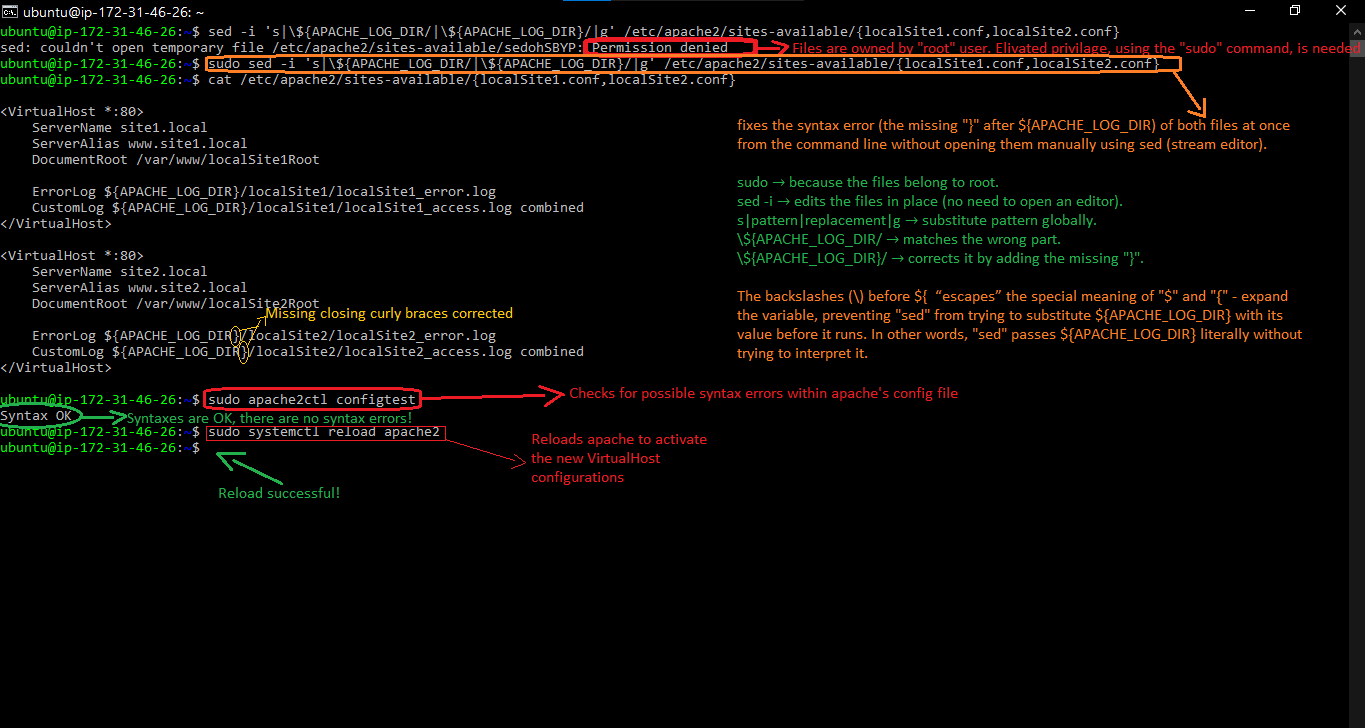 ubuntu@ip-172-31-46-26: ~
ubuntu@ip-172-31-46-26:~$ sed -i 's|\${APACHE_LOG_DIR/|\${APACHE_LOG_DIR}/|g' /etc/apache2/sites-available/{localSite1.conf,localSite2.conf}
sed: couldn't open temporary file /etc/apache2/sites-available/sedohSBYP: Permission denied
Files are owned by "root" user. Elivated privilage, using the "sudo" command, is needed
ubuntu@ip-172-31-46-26:~$ sudo sed -i 's|\${APACHE_LOG_DIR/|\${APACHE_LOG_DIR}/|g' /etc/apache2/sites-available/{localSite1.conf,localSite2.conf}
ubuntu@ip-172-31-46-26:~$ cat /etc/apache2/sites-available/{localSite1.conf,localSite2.conf}
<VirtualHost *:80>
ServerName site1.local
ServerAlias www.site1.local
DocumentRoot /var/www/localSite1Root
ErrorLog ${APACHE_LOG_DIR}/localSite1/localSite1_error.log
CustomLog ${APACHE_LOG_DIR}/localSite1/localSite1_access.log combined
</VirtualHost>
<VirtualHost *:80>
ServerName site2.local
ServerAlias www.site2.local
DocumentRoot /var/www/localSite2Root
Missing closing curly braces corrected
ErrorLog ${APACHE_LOG_DIR}/localSite2/localSite2_error.log
CustomLog ${APACHE_LOG_DIR}/localSite2/localSite2_access.log combined
</VirtualHost>
fixes the syntax error (the missing "}" after ${APACHE_LOG_DIR) of both files at once
from the command line without opening them manually using sed (stream editor).
sudo → because the files belong to root.
sed -i → edits the files in place (no need to open an editor).
s|pattern|replacement|g → substitute pattern globally.
\${APACHE_LOG_DIR/ → matches the wrong part.
\${APACHE_LOG_DIR}/ → corrects it by adding the missing "}".
The backslashes (\) before ${ “escapes” the special meaning of "$" and "{" - expand
the variable, preventing "sed" from trying to substitute ${APACHE_LOG_DIR} with its
value before it runs. In other words, "sed" passes ${APACHE_LOG_DIR} literally without
trying to interpret it.
ubuntu@ip-172-31-46-26:~$ sudo apache2ctl configtest
Checks for possible syntax errors within apache's config file
Syntax OK
Syntaxes are OK, there are no syntax errors!
ubuntu@ip-172-31-46-26:~$ sudo systemctl reload apache2
Reloads apache to activate
the new VirtualHost
configurations
ubuntu@ip-172-31-46-26:~$
Reload successful!